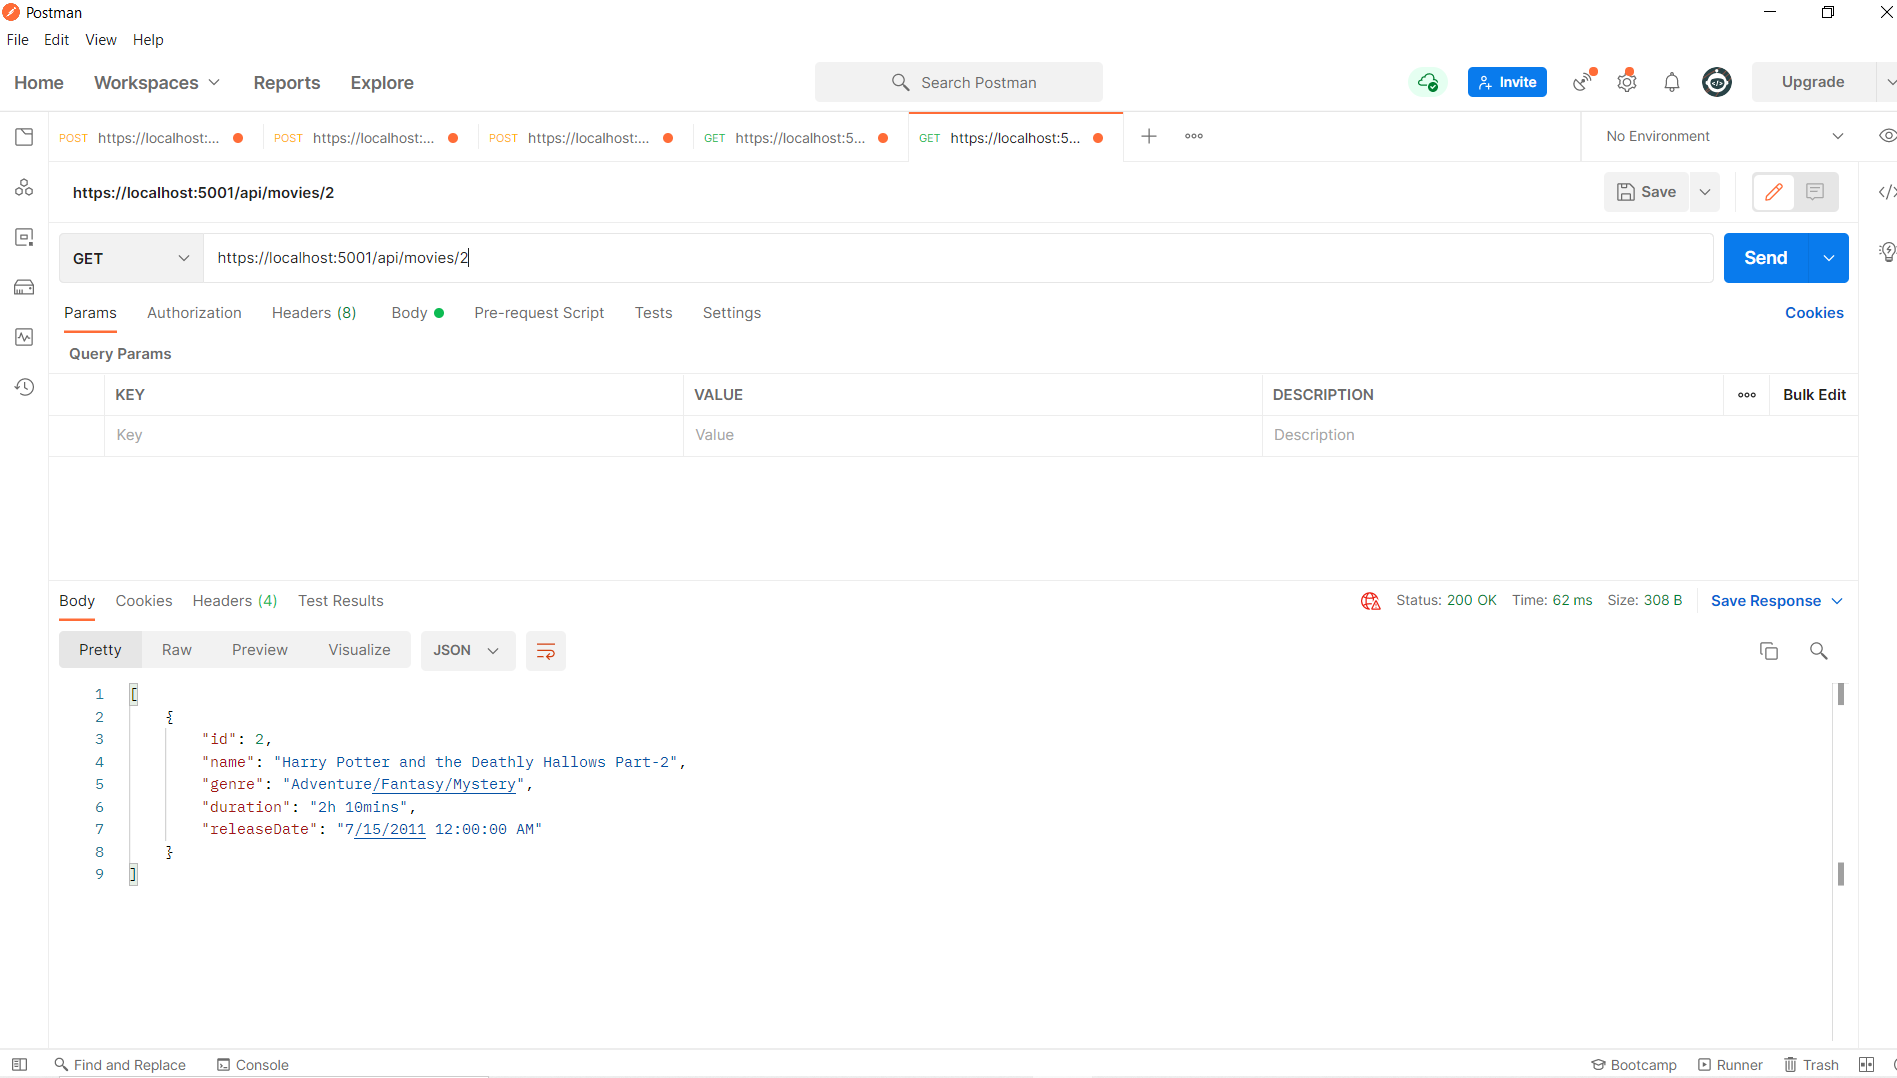 Postman
File Edit View Help
Home Workspaces Reports Explore Search Postman Invite Upgrade
POST https://localhost:... POST https://localhost:... POST https://localhost:... GET https://localhost:5... GET https://localhost:5... No Environment
https://localhost:5001/api/movies/2 Save
GET https://localhost:5001/api/movies/2 Send
Params Authorization Headers (8) Body Pre-request Script Tests Settings Cookies
Query Params
KEY VALUE DESCRIPTION Bulk Edit
Key Value Description
Body Cookies Headers (4) Test Results Status: 200 OK Time: 62 ms Size: 308 B Save Response
Pretty Raw Preview Visualize JSON
1 [
2 {
3 "id": 2,
4 "name": "Harry Potter and the Deathly Hallows Part-2",
5 "genre": "Adventure/Fantasy/Mystery",
6 "duration": "2h 10mins",
7 "releaseDate": "7/15/2011 12:00:00 AM"
8 }
9 ]
Find and Replace Console Bootcamp Runner Trash